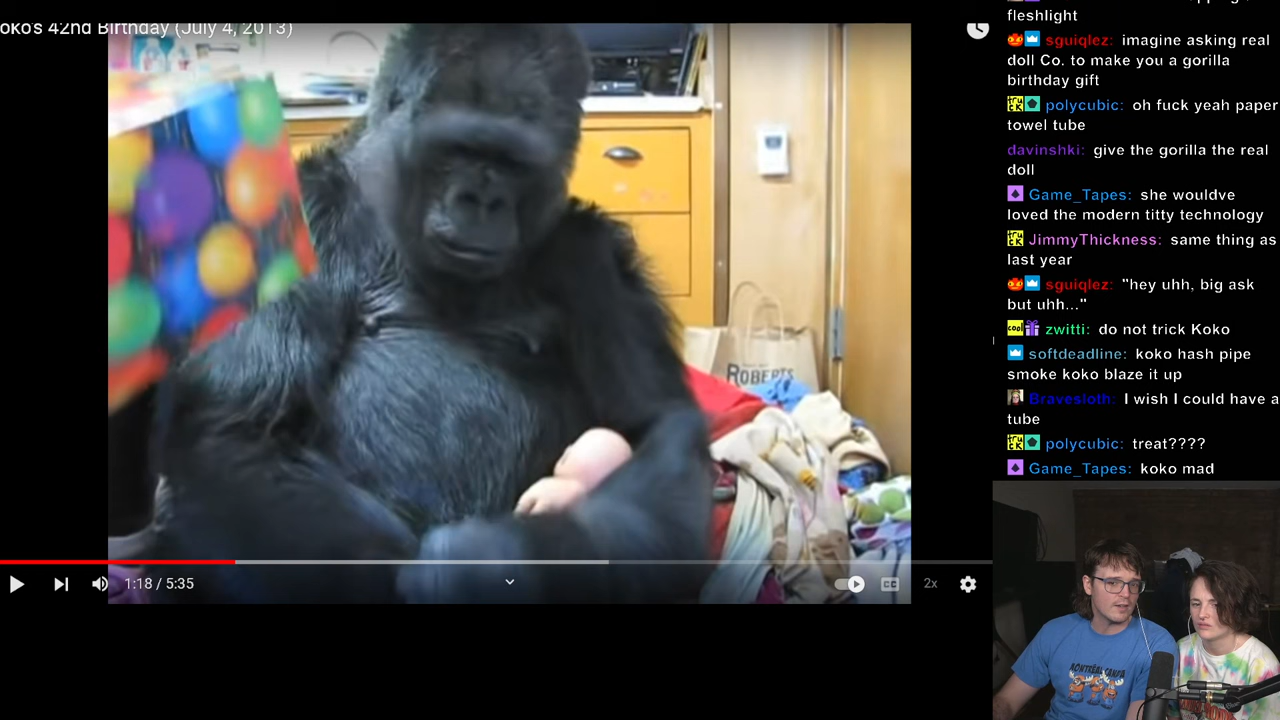 oko's 42nd Birthday (July 4, 2013)
ROBERTS
1:18 / 5:35
CC
2x
fleshlight
sguiqlez: imagine asking real
doll Co. to make you a gorilla
birthday gift
polycubic: oh fuck yeah paper
towel tube
davinshki: give the gorilla the real
doll
Game_Tapes: she wouldve
loved the modern titty technology
JimmyThickness: same thing as
last year
sguiqlez: "hey uhh, big ask
but uhh..."
zwitti: do not trick Koko
softdeadline: koko hash pipe
smoke koko blaze it up
Bravesloth: I wish I could have a
tube
polycubic: treat????
Game_Tapes: koko mad